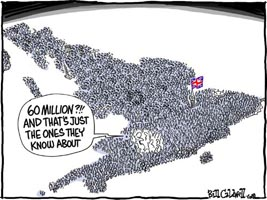 60 MILLION?!!
AND THAT'S JUST
THE ONES THEY
KNOW ABOUT